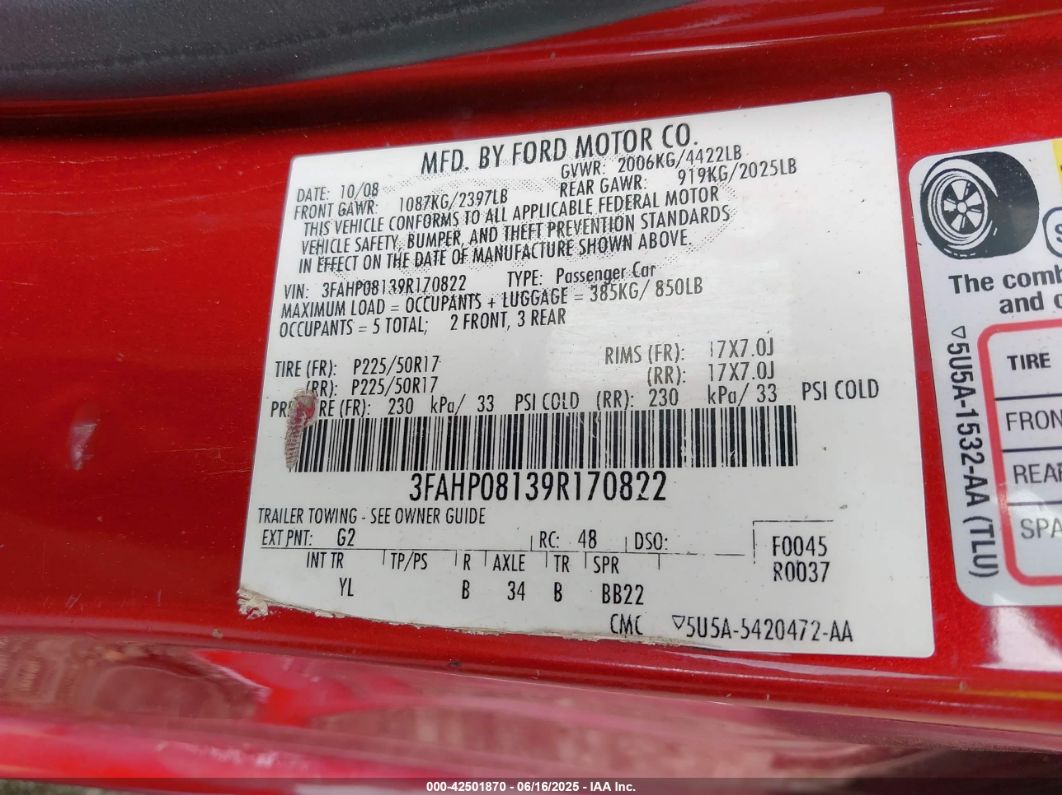 MFD. BY FORD MOTOR CO.
DATE: 10/08 GVWR: 2006KG/4422LB
FRONT GAWR: 1087KG/2397LB REAR GAWR: 919KG/2025LB
THIS VEHICLE CONFORMS TO ALL APPLICABLE FEDERAL MOTOR
VEHICLE SAFETY, BUMPER, AND THEFT PREVENTION STANDARDS
IN EFFECT ON THE DATE OF MANUFACTURE SHOWN ABOVE.
VIN: 3FAHP08139R170822 TYPE: Passenger Car
MAXIMUM LOAD = OCCUPANTS + LUGGAGE = 385KG/ 850LB
OCCUPANTS = 5 TOTAL; 2 FRONT, 3 REAR
TIRE (FR): P225/50R17 RIMS (FR): 17X7.0J
(RR): P225/50R17 (RR): 17X7.0J
(FR): 230 kPa/ 33 PSI COLD (RR): 230 kPa/ 33 PSI COLD
3FAHP08139R170822
TRAILER TOWING - SEE OWNER GUIDE
EXT PNT: G2 RC: 48 DSO: F0045
INT TR TP/PS R AXLE TR SPR R0037
YL B 34 B BB22
CMC ▽5U5A-5420472-AA
The comb
and o
TIRE
FRON
REAR
SPA
▽5U5A-1532-AA (TLU)
000-42501870 - 06/16/2025 - IAA Inc.